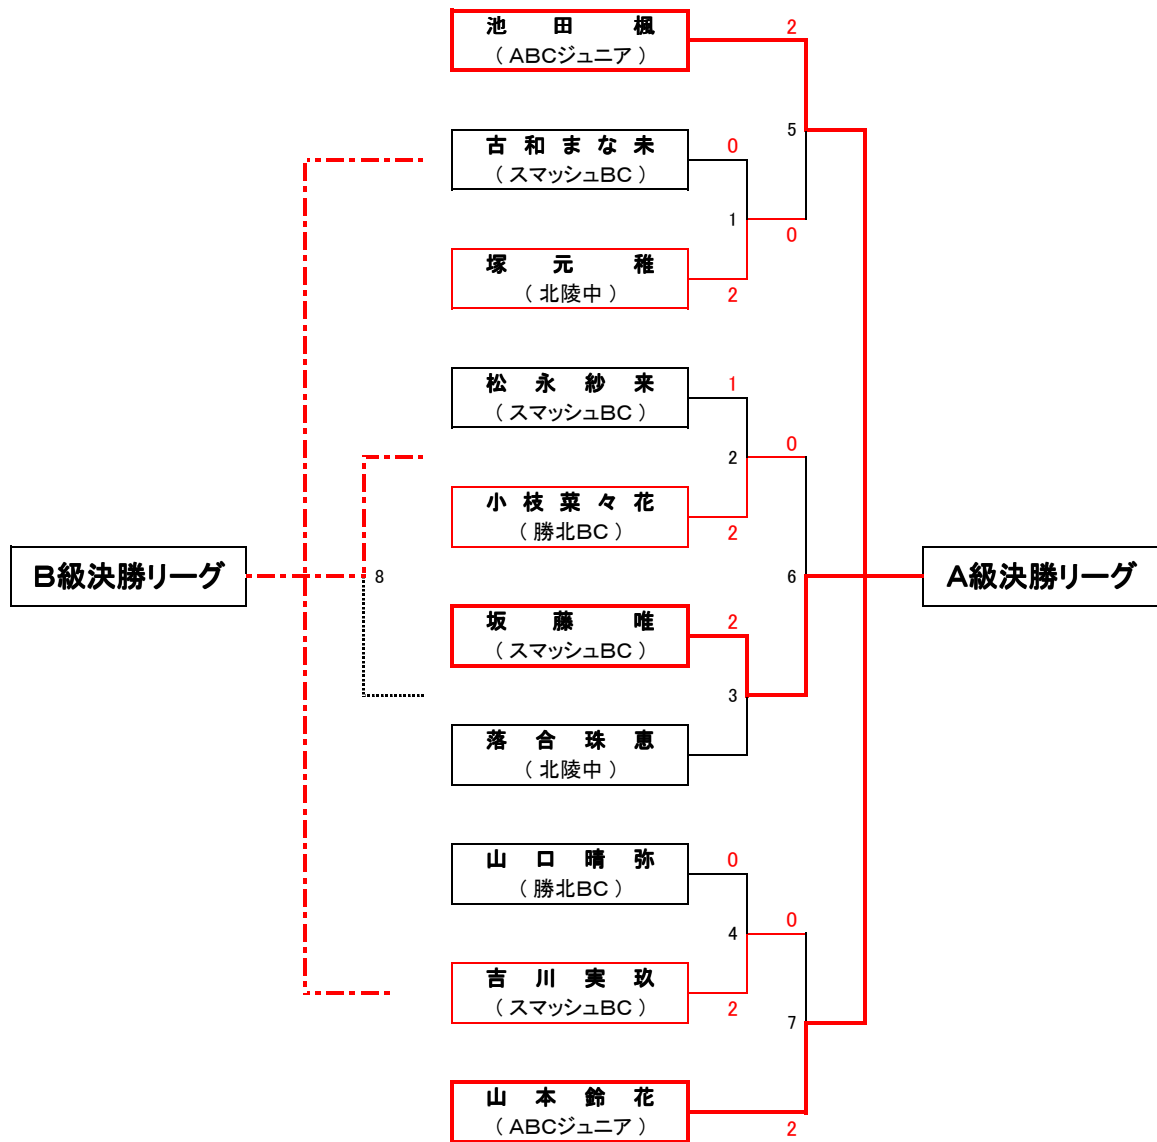 池田楓
2
（ABCジュニア）
5
古和まな未
0
（スマッシュBC）
1
0
塚元稚
（北陵中）
2
松永紗来
1
（スマッシュBC）
0
2
小枝菜々花
（勝北BC）
2
B級決勝リーグ
8
6
A級決勝リーグ
坂藤唯
2
（スマッシュBC）
3
落合珠恵
（北陵中）
山口晴弥
0
（勝北BC）
0
4
吉川実玖
（スマッシュBC）
2
7
山本鈴花
（ABCジュニア）
2